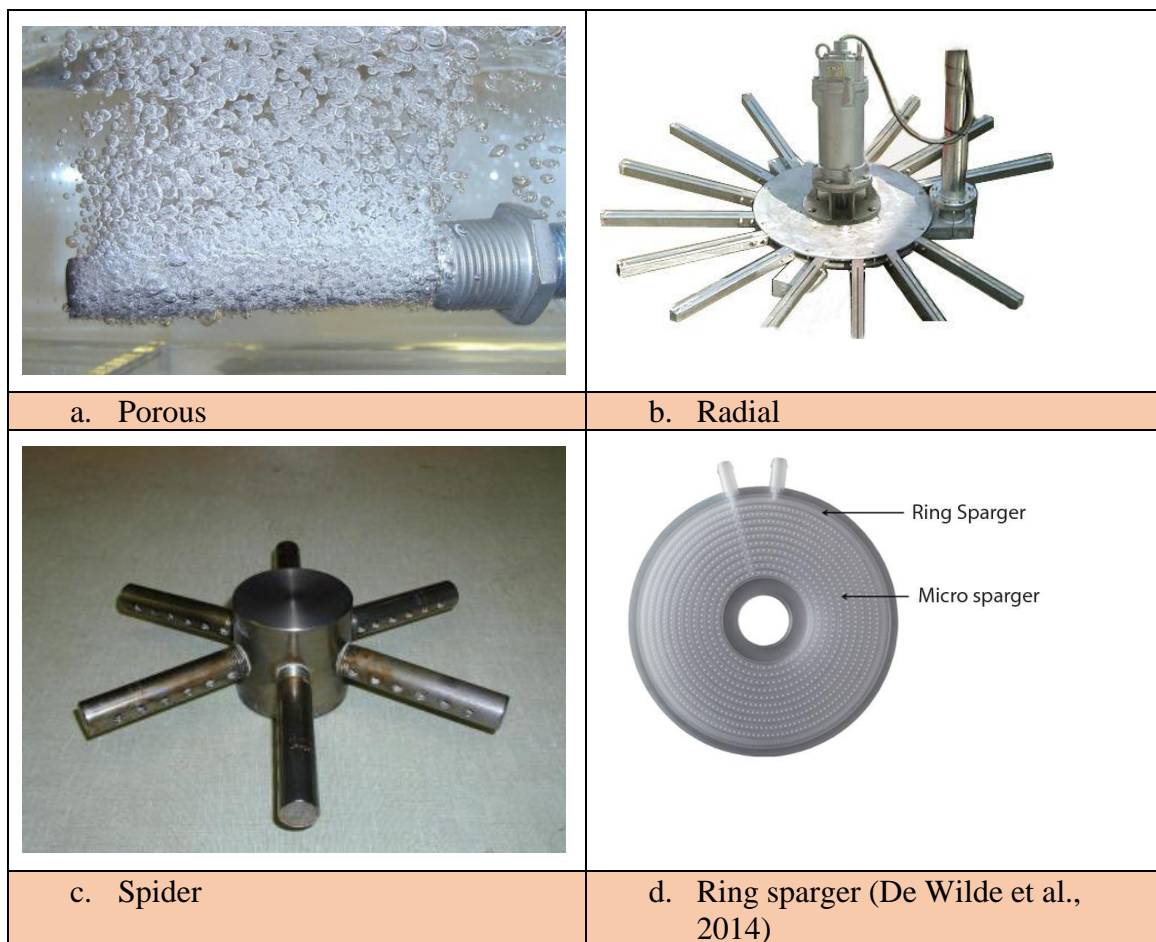 a. Porous
b. Radial
Ring Sparger
Micro sparger
c. Spider
d. Ring sparger (De Wilde et al.,
2014)